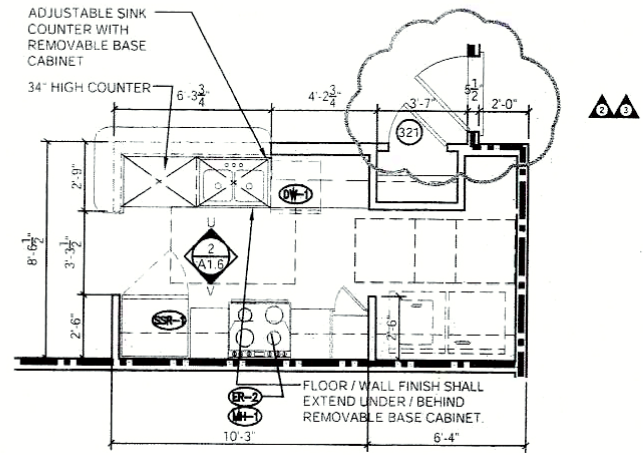 ADJUSTABLE SINK
COUNTER WITH
REMOVABLE BASE
CABINET
34" HIGH COUNTER
6'-3 3/4"
4'-2 3/4"
3'-7"
5 1/2"
2'-0"
321
2 3
2'-9"
DW-1
8'-6 1/2"
3'-3 1/2"
U
2
A1.6
V
2'-6"
SSR-1
2'-6"
ER-2
MH-1
FLOOR / WALL FINISH SHALL
EXTEND UNDER / BEHIND
REMOVABLE BASE CABINET.
10'-3"
6'-4"